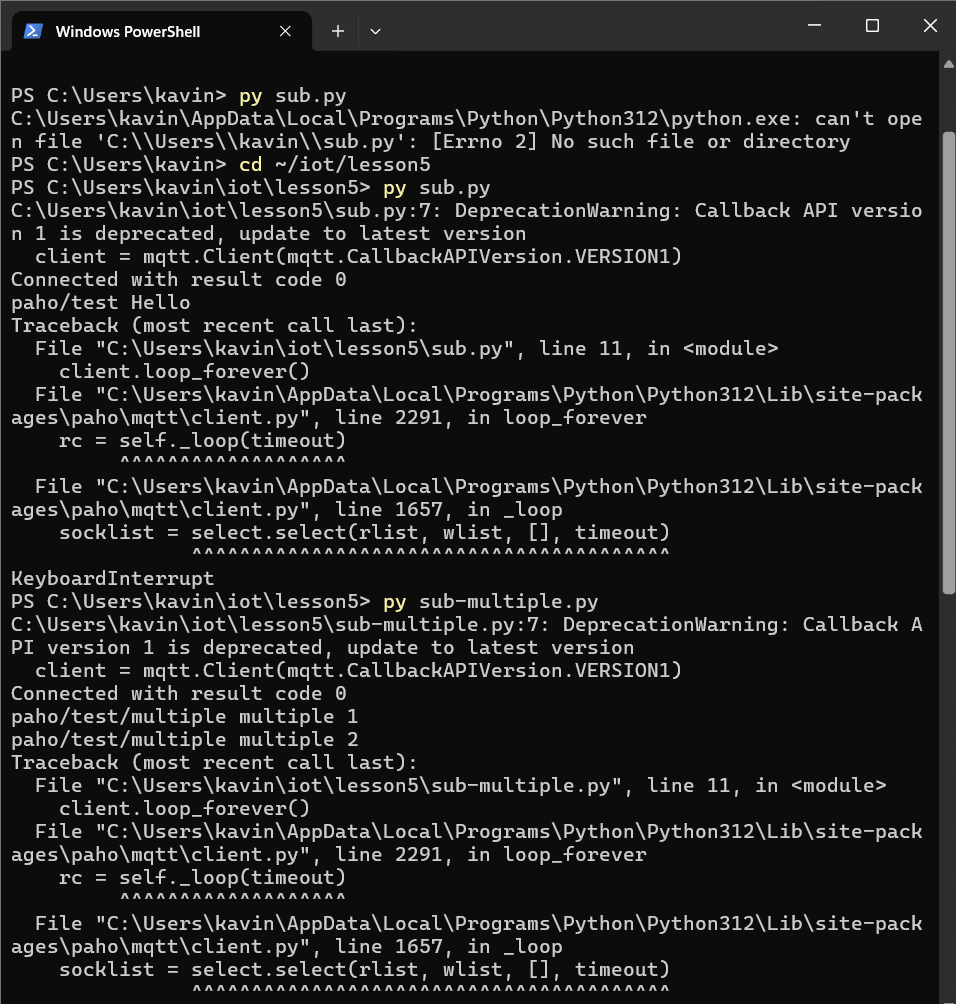 Windows PowerShell
PS C:\Users\kavin> py sub.py
C:\Users\kavin\AppData\Local\Programs\Python\Python312\python.exe: can't ope
n file 'C:\\Users\\kavin\\sub.py': [Errno 2] No such file or directory
PS C:\Users\kavin> cd ~/iot/lesson5
PS C:\Users\kavin\iot\lesson5> py sub.py
C:\Users\kavin\iot\lesson5\sub.py:7: DeprecationWarning: Callback API versio
n 1 is deprecated, update to latest version
  client = mqtt.Client(mqtt.CallbackAPIVersion.VERSION1)
Connected with result code 0
paho/test Hello
Traceback (most recent call last):
  File "C:\Users\kavin\iot\lesson5\sub.py", line 11, in <module>
    client.loop_forever()
  File "C:\Users\kavin\AppData\Local\Programs\Python\Python312\Lib\site-pack
ages\paho\mqtt\client.py", line 2291, in loop_forever
    rc = self._loop(timeout)
         ^^^^^^^^^^^^^^^^^^^
  File "C:\Users\kavin\AppData\Local\Programs\Python\Python312\Lib\site-pack
ages\paho\mqtt\client.py", line 1657, in _loop
    socklist = select.select(rlist, wlist, [], timeout)
               ^^^^^^^^^^^^^^^^^^^^^^^^^^^^^^^^^^^^^^^^
KeyboardInterrupt
PS C:\Users\kavin\iot\lesson5> py sub-multiple.py
C:\Users\kavin\iot\lesson5\sub-multiple.py:7: DeprecationWarning: Callback A
PI version 1 is deprecated, update to latest version
  client = mqtt.Client(mqtt.CallbackAPIVersion.VERSION1)
Connected with result code 0
paho/test/multiple multiple 1
paho/test/multiple multiple 2
Traceback (most recent call last):
  File "C:\Users\kavin\iot\lesson5\sub-multiple.py", line 11, in <module>
    client.loop_forever()
  File "C:\Users\kavin\AppData\Local\Programs\Python\Python312\Lib\site-pack
ages\paho\mqtt\client.py", line 2291, in loop_forever
    rc = self._loop(timeout)
         ^^^^^^^^^^^^^^^^^^^
  File "C:\Users\kavin\AppData\Local\Programs\Python\Python312\Lib\site-pack
ages\paho\mqtt\client.py", line 1657, in _loop
    socklist = select.select(rlist, wlist, [], timeout)
               ^^^^^^^^^^^^^^^^^^^^^^^^^^^^^^^^^^^^^^^^